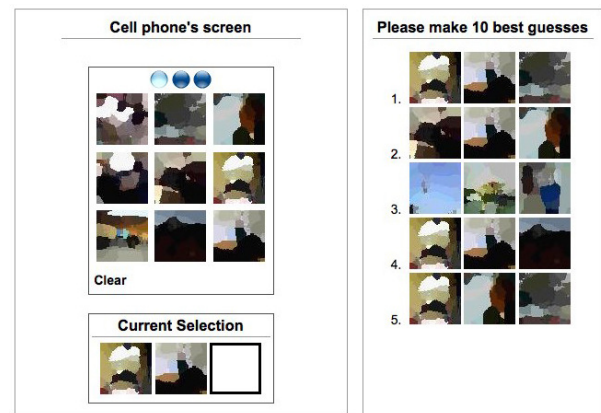 Cell phone's screen
Clear
Current Selection
Please make 10 best guesses
1.
2.
3.
4.
5.